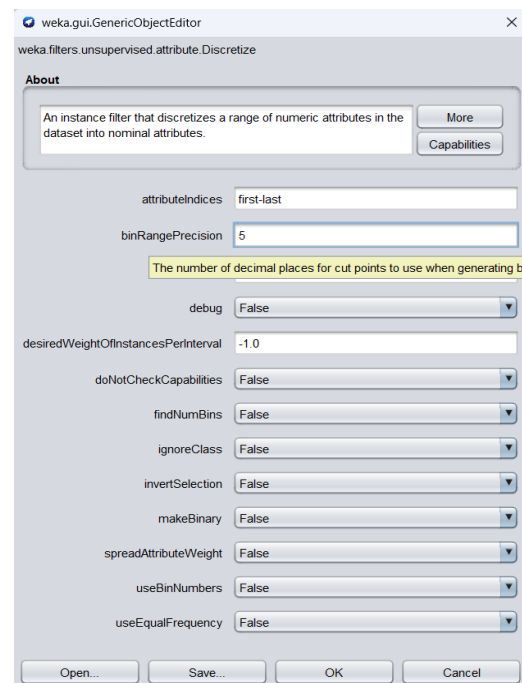 weka.gui.GenericObjectEditor
weka.filters.unsupervised.attribute.Discretize
About
An instance filter that discretizes a range of numeric attributes in the
dataset into nominal attributes.
More
Capabilities
attributeIndices first-last
binRangePrecision 5
The number of decimal places for cut points to use when generating b
debug False
desiredWeightOfInstancesPerInterval -1.0
doNotCheckCapabilities False
findNumBins False
ignoreClass False
invertSelection False
makeBinary False
spreadAttributeWeight False
useBinNumbers False
useEqualFrequency False
Open... Save... OK Cancel